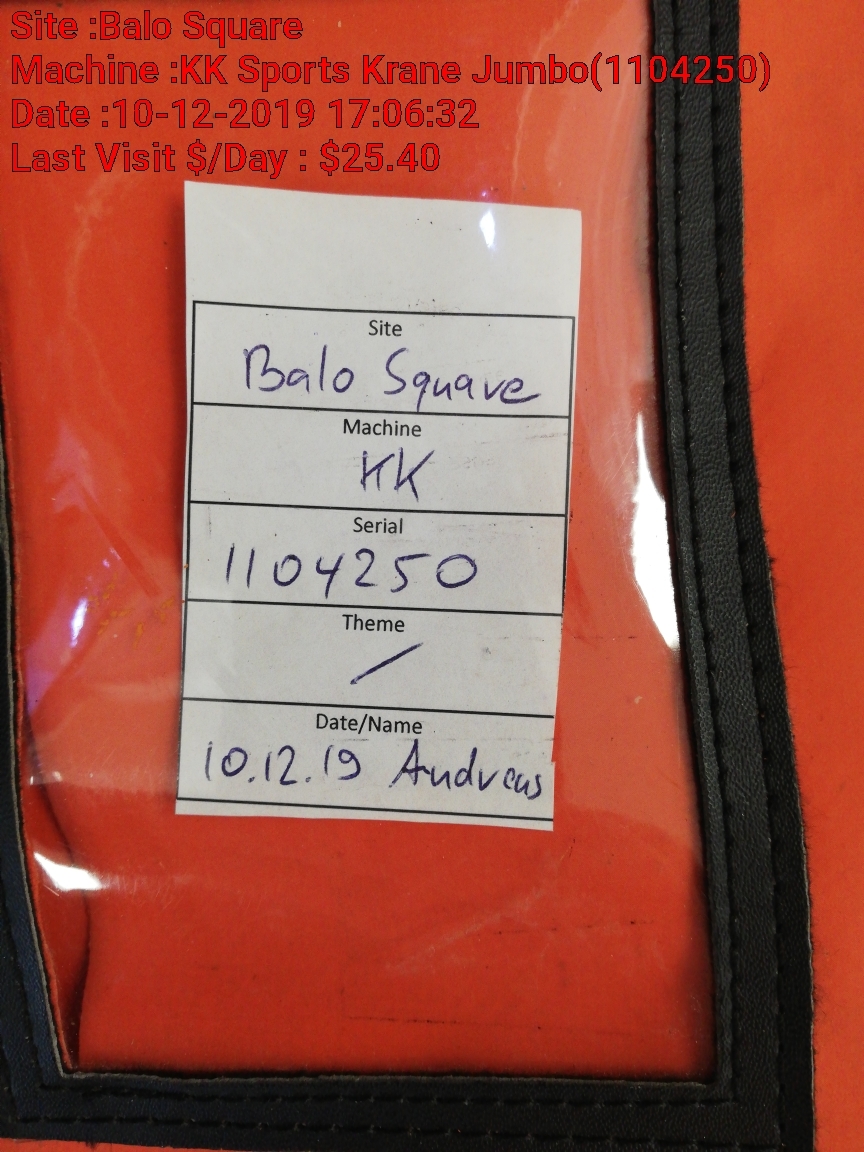 Site :Balo Square
Machine :KK Sports Krane Jumbo(1104250)
Date :10-12-2019 17:06:32
Last Visit $/Day : $25.40
Site
Balo Square
Machine
KK
Serial
1104250
Theme
/
Date/Name
10.12.19 Andreas